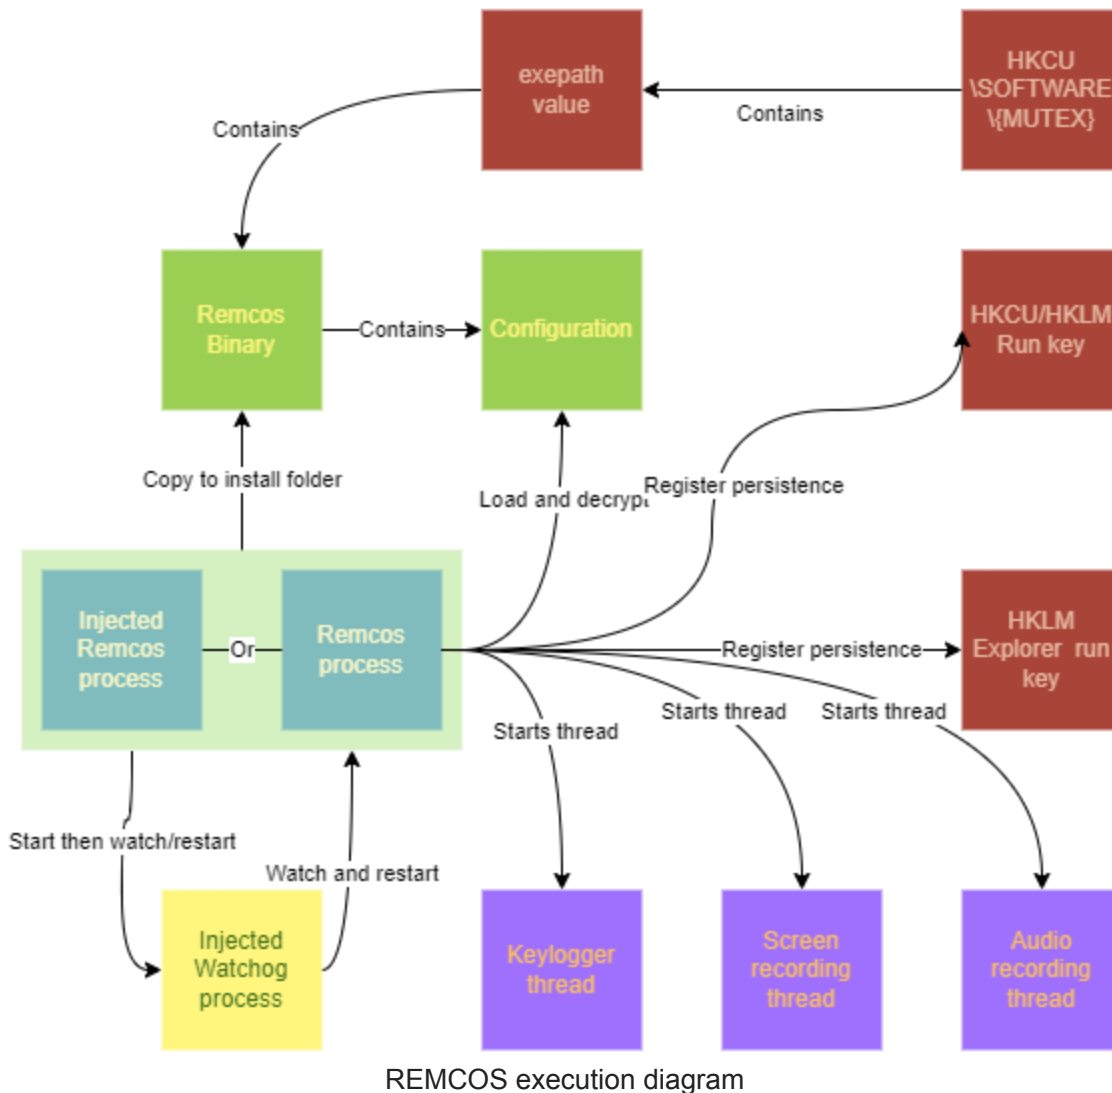 exepath
value
HKCU
\SOFTWARE
\{MUTEX}
Contains
Contains
Remcos
Binary
Contains
Configuration
HKCU/HKLM
Run key
Copy to install folder
Load and decrypt
Register persistence
Injected
Remcos
process
Or
Remcos
process
Register persistence
HKLM
Explorer run
key
Starts thread
Starts thread
Starts thread
Start then watch/restart
Watch and restart
Injected
Watchog
process
Keylogger
thread
Screen
recording
thread
Audio
recording
thread
REMCOS execution diagram